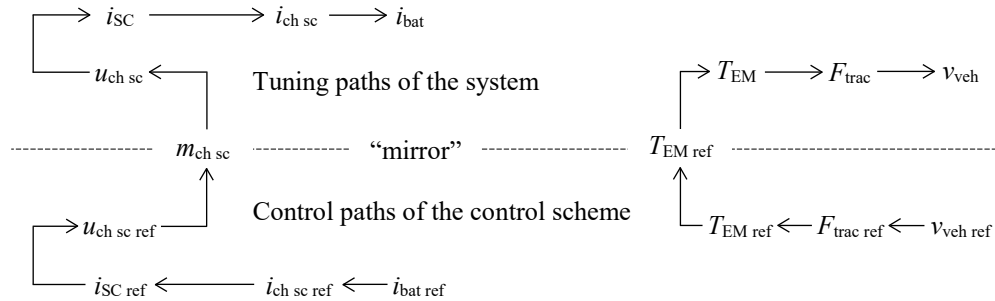 i_SC i_ch sc i_bat
u_ch sc Tuning paths of the system T_EM F_trac v_veh
m_ch sc “mirror” T_EM ref
u_ch sc ref Control paths of the control scheme T_EM ref F_trac ref v_veh ref
i_SC ref i_ch sc ref i_bat ref